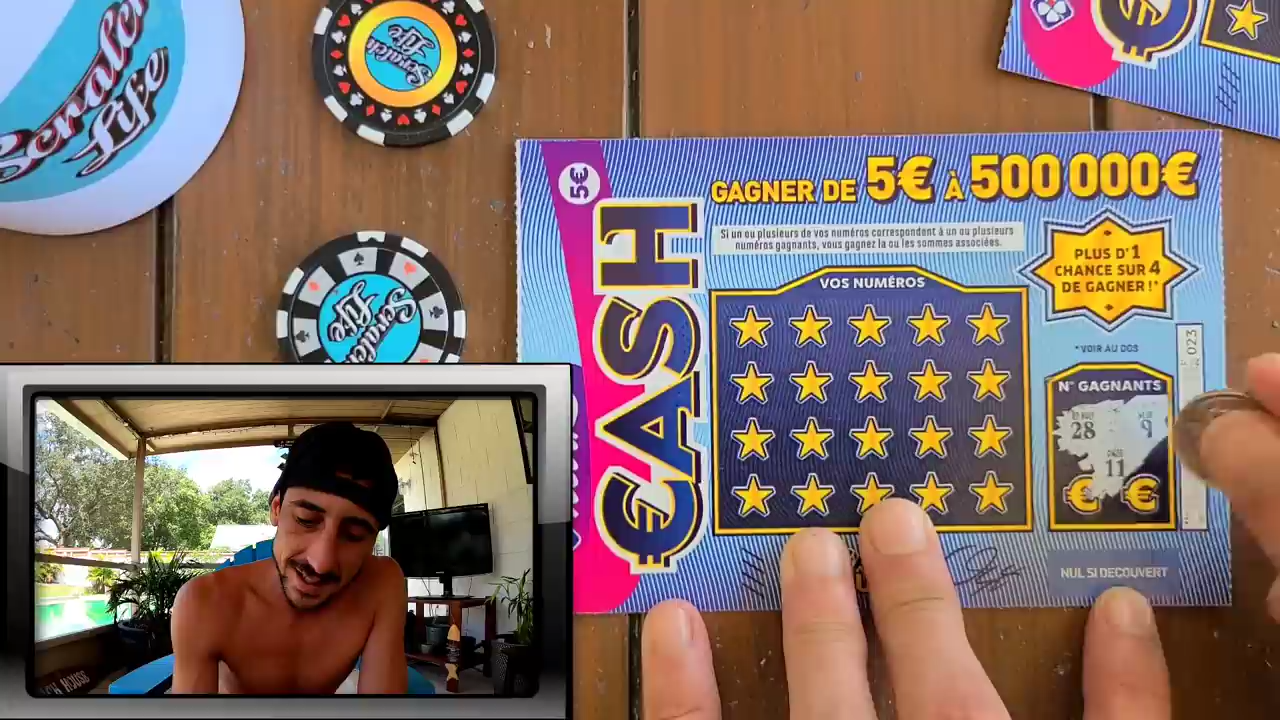 Scratch
Life
Scratch
Life
Scratch
Life
5€
CASH
GAGNER DE 5€ À 500 000€
Si un ou plusieurs de vos numéros correspondent à un ou plusieurs
numéros gagnants, vous gagnez la ou les sommes associées.
VOS NUMÉROS
PLUS D'1
CHANCE SUR 4
DE GAGNER !*
*VOIR AU DOS
023
N° GAGNANTS
28 9
11
NUL SI DECOUVERT
HOUSE